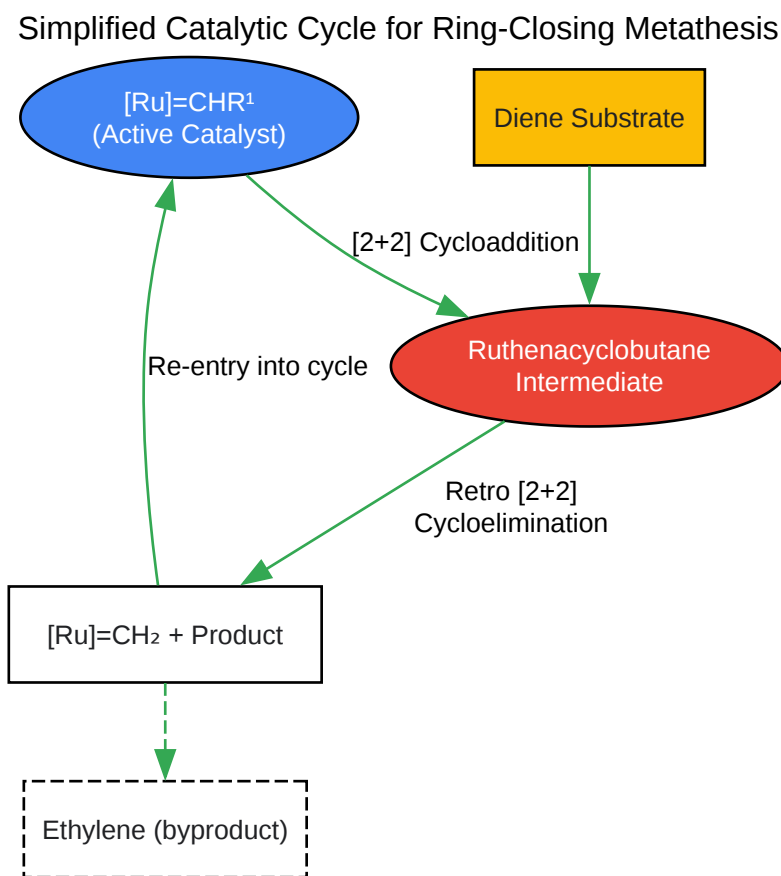 Simplified Catalytic Cycle for Ring-Closing Metathesis
[Ru]=CHR¹
(Active Catalyst)
Diene Substrate
[2+2] Cycloaddition
Ruthenacyclobutane
Intermediate
Re-entry into cycle
Retro [2+2]
Cycloelimination
[Ru]=CH₂ + Product
Ethylene (byproduct)